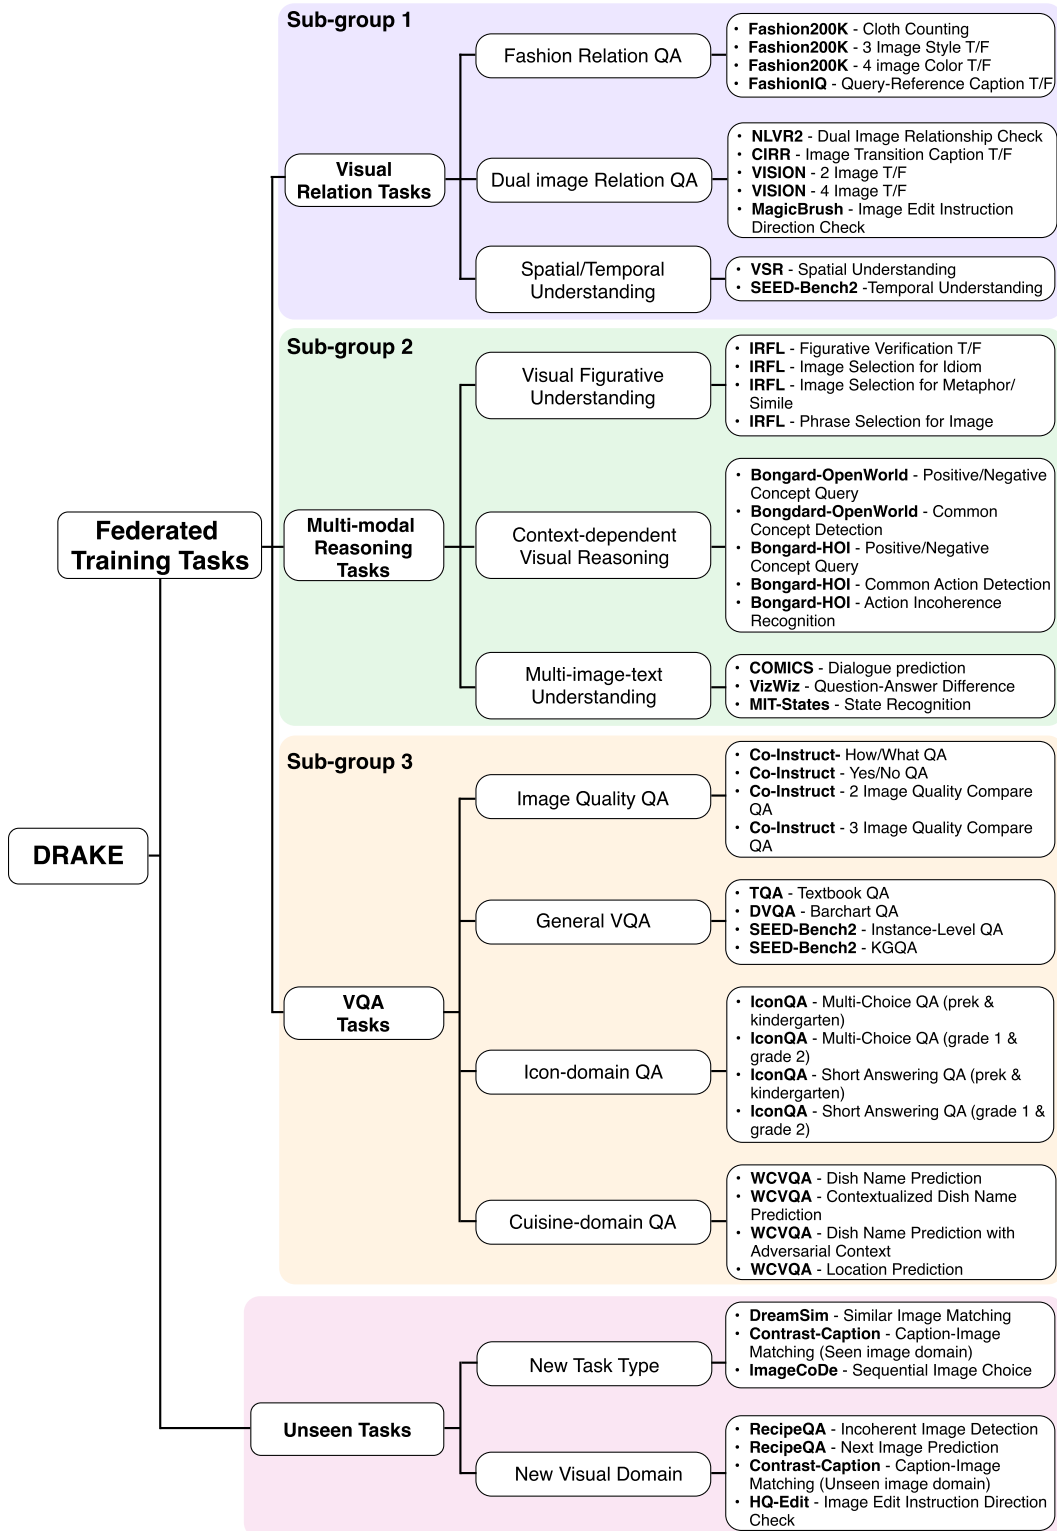 Sub-group 1
Fashion Relation QA
• Fashion200K - Cloth Counting
• Fashion200K - 3 Image Style T/F
• Fashion200K - 4 image Color T/F
• FashionIQ - Query-Reference Caption T/F
Visual
Relation Tasks
Dual image Relation QA
• NLVR2 - Dual Image Relationship Check
• CIRR - Image Transition Caption T/F
• VISION - 2 Image T/F
• VISION - 4 Image T/F
• MagicBrush - Image Edit Instruction
Direction Check
Spatial/Temporal
Understanding
• VSR - Spatial Understanding
• SEED-Bench2 -Temporal Understanding
Sub-group 2
Visual Figurative
Understanding
• IRFL - Figurative Verification T/F
• IRFL - Image Selection for Idiom
• IRFL - Image Selection for Metaphor/
Simile
• IRFL - Phrase Selection for Image
Federated
Training Tasks
Multi-modal
Reasoning
Tasks
Context-dependent
Visual Reasoning
• Bongard-OpenWorld - Positive/Negative
Concept Query
• Bongdard-OpenWorld - Common
Concept Detection
• Bongard-HOI - Positive/Negative
Concept Query
• Bongard-HOI - Common Action Detection
• Bongard-HOI - Action Incoherence
Recognition
Multi-image-text
Understanding
• COMICS - Dialogue prediction
• VizWiz - Question-Answer Difference
• MIT-States - State Recognition
Sub-group 3
Image Quality QA
• Co-Instruct- How/What QA
• Co-Instruct - Yes/No QA
• Co-Instruct - 2 Image Quality Compare
QA
• Co-Instruct - 3 Image Quality Compare
QA
DRAKE
General VQA
• TQA - Textbook QA
• DVQA - Barchart QA
• SEED-Bench2 - Instance-Level QA
• SEED-Bench2 - KGQA
VQA
Tasks
Icon-domain QA
• IconQA - Multi-Choice QA (prek &
kindergarten)
• IconQA - Multi-Choice QA (grade 1 &
grade 2)
• IconQA - Short Answering QA (prek &
kindergarten)
• IconQA - Short Answering QA (grade 1 &
grade 2)
Cuisine-domain QA
• WCVQA - Dish Name Prediction
• WCVQA - Contextualized Dish Name
Prediction
• WCVQA - Dish Name Prediction with
Adversarial Context
• WCVQA - Location Prediction
New Task Type
• DreamSim - Similar Image Matching
• Contrast-Caption - Caption-Image
Matching (Seen image domain)
• ImageCoDe - Sequential Image Choice
Unseen Tasks
New Visual Domain
• RecipeQA - Incoherent Image Detection
• RecipeQA - Next Image Prediction
• Contrast-Caption - Caption-Image
Matching (Unseen image domain)
• HQ-Edit - Image Edit Instruction Direction
Check